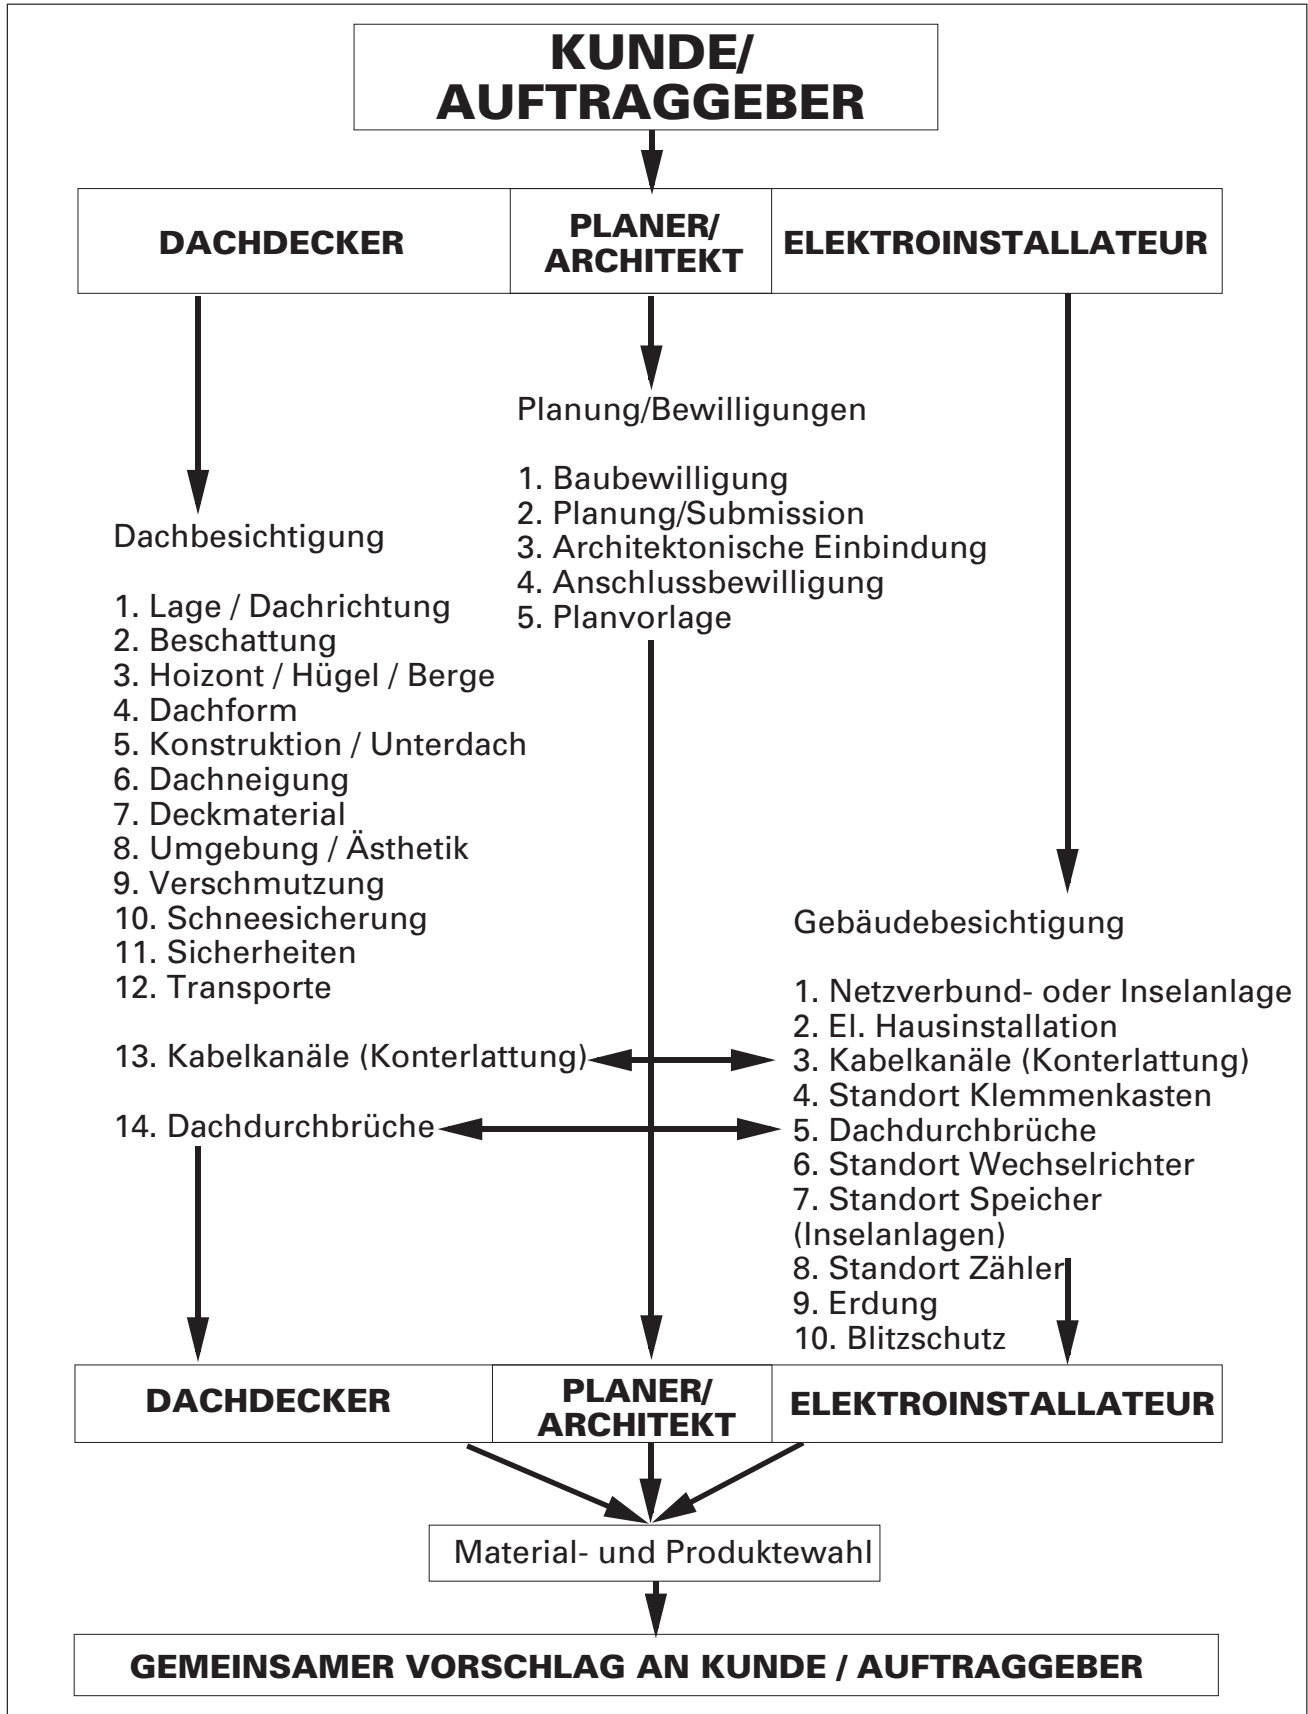 KUNDE/
AUFTRAGGEBER
DACHDECKER
PLANER/
ARCHITEKT
ELEKTROINSTALLATEUR
Dachbesichtigung
1. Lage / Dachrichtung
2. Beschattung
3. Hoizont / Hügel / Berge
4. Dachform
5. Konstruktion / Unterdach
6. Dachneigung
7. Deckmaterial
8. Umgebung / Ästhetik
9. Verschmutzung
10. Schneesicherung
11. Sicherheiten
12. Transporte
13. Kabelkanäle (Konterlattung)
14. Dachdurchbrüche
Planung/Bewilligungen
1. Baubewilligung
2. Planung/Submission
3. Architektonische Einbindung
4. Anschlussbewilligung
5. Planvorlage
Gebäudebesichtigung
1. Netzverbund- oder Inselanlage
2. El. Hausinstallation
3. Kabelkanäle (Konterlattung)
4. Standort Klemmenkasten
5. Dachdurchbrüche
6. Standort Wechselrichter
7. Standort Speicher
(Inselanlagen)
8. Standort Zähler
9. Erdung
10. Blitzschutz
DACHDECKER
PLANER/
ARCHITEKT
ELEKTROINSTALLATEUR
Material- und Produktewahl
GEMEINSAMER VORSCHLAG AN KUNDE / AUFTRAGGEBER